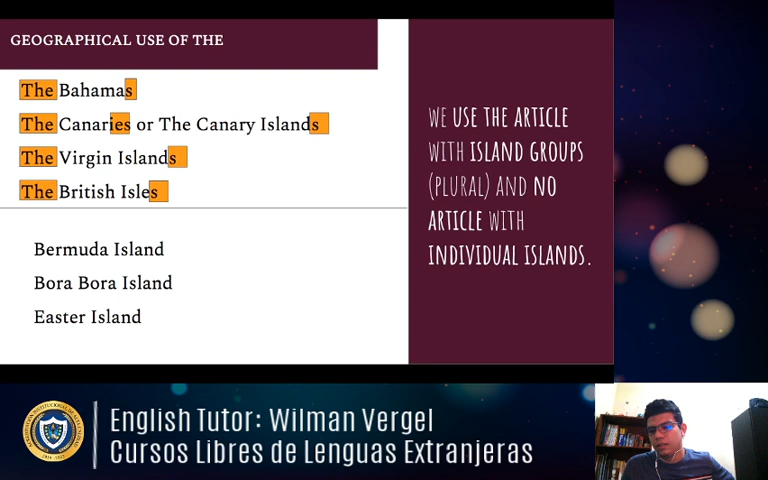 GEOGRAPHICAL USE OF THE
The Bahamas
The Canaries or The Canary Islands
The Virgin Islands
The British Isles
Bermuda Island
Bora Bora Island
Easter Island
WE USE THE ARTICLE
WITH ISLAND GROUPS
(PLURAL) AND NO
ARTICLE WITH
INDIVIDUAL ISLANDS.
English Tutor: Wilman Vergel
Cursos Libres de Lenguas Extranjeras